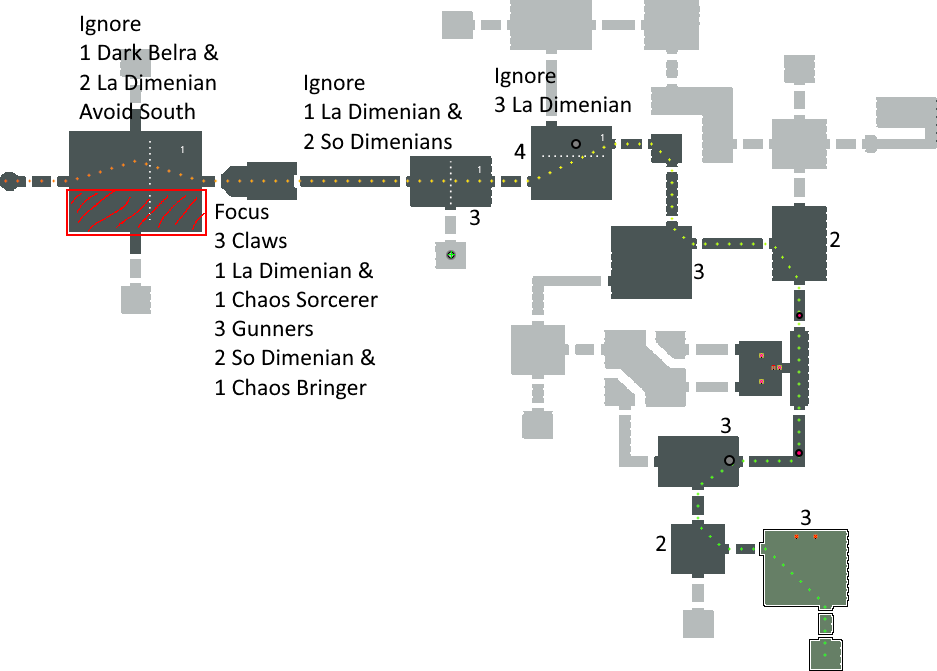 Ignore
1 Dark Belra &
2 La Dimenian
Avoid South
1
Focus
3 Claws
1 La Dimenian &
1 Chaos Sorcerer
3 Gunners
2 So Dimenian &
1 Chaos Bringer
Ignore
1 La Dimenian &
2 So Dimenians
1
3
Ignore
3 La Dimenian
4
1
3
2
3
2
3